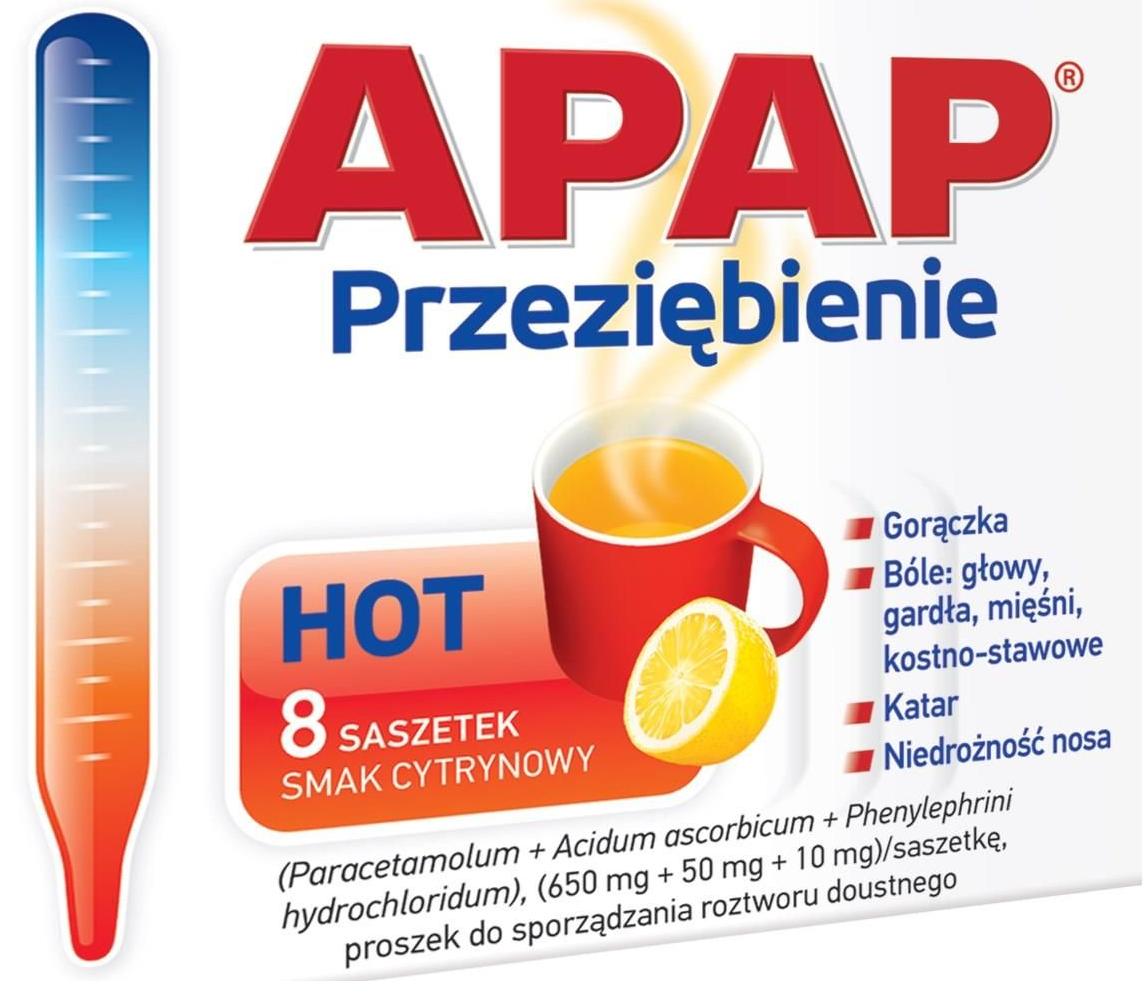 APAP®
Przeziębienie
HOT
8 SASZETEK
SMAK CYTRYNOWY
Gorączka
Bóle: głowy,
gardła, mięśni,
kostno-stawowe
Katar
Niedrożność nosa
(Paracetamolum + Acidum ascorbicum + Phenylephrini
hydrochloridum), (650 mg + 50 mg + 10 mg)/saszetkę,
proszek do sporządzania roztworu doustnego